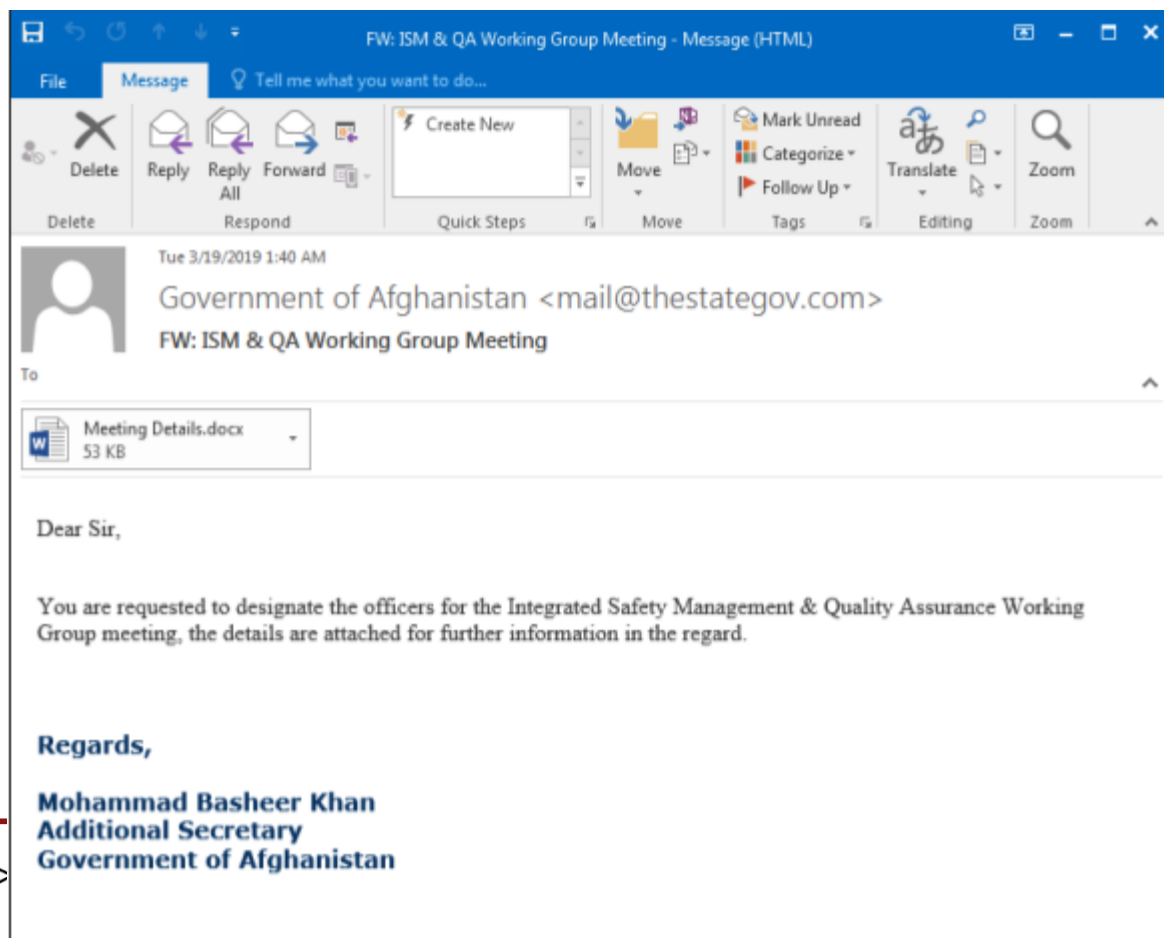 FW: ISM & QA Working Group Meeting - Message (HTML)
File Message Tell me what you want to do...
Delete
Reply
Reply All
Forward
Create New
Move
Mark Unread
Categorize
Follow Up
Translate
Zoom
Delete Respond Quick Steps Move Tags Editing Zoom
Tue 3/19/2019 1:40 AM
Government of Afghanistan <mail@thestategov.com>
FW: ISM & QA Working Group Meeting
To
Meeting Details.docx
53 KB
Dear Sir,
You are requested to designate the officers for the Integrated Safety Management & Quality Assurance Working
Group meeting, the details are attached for further information in the regard.
Regards,
Mohammad Basheer Khan
Additional Secretary
Government of Afghanistan